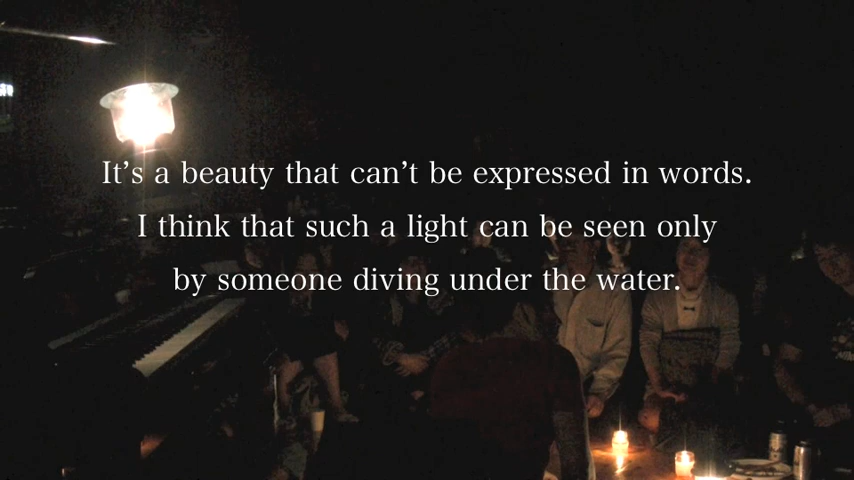 It’s a beauty that can’t be expressed in words.
I think that such a light can be seen only
by someone diving under the water.